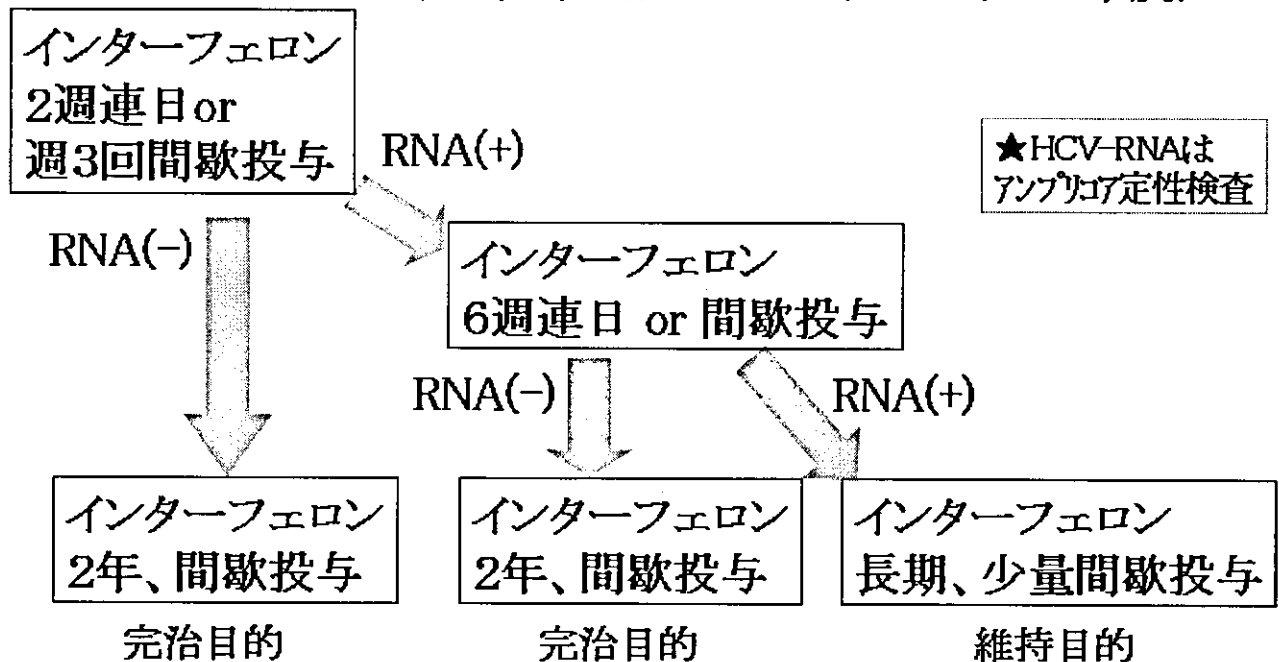 インターフェロン
2週連日or
週3回間歇投与
RNA(+)
★HCV-RNAは
アンプリコア定性検査
RNA(-)
インターフェロン
6週連日 or 間歇投与
RNA(-)
RNA(+)
インターフェロン
2年、間歇投与
インターフェロン
2年、間歇投与
インターフェロン
長期、少量間歇投与
完治目的
完治目的
維持目的